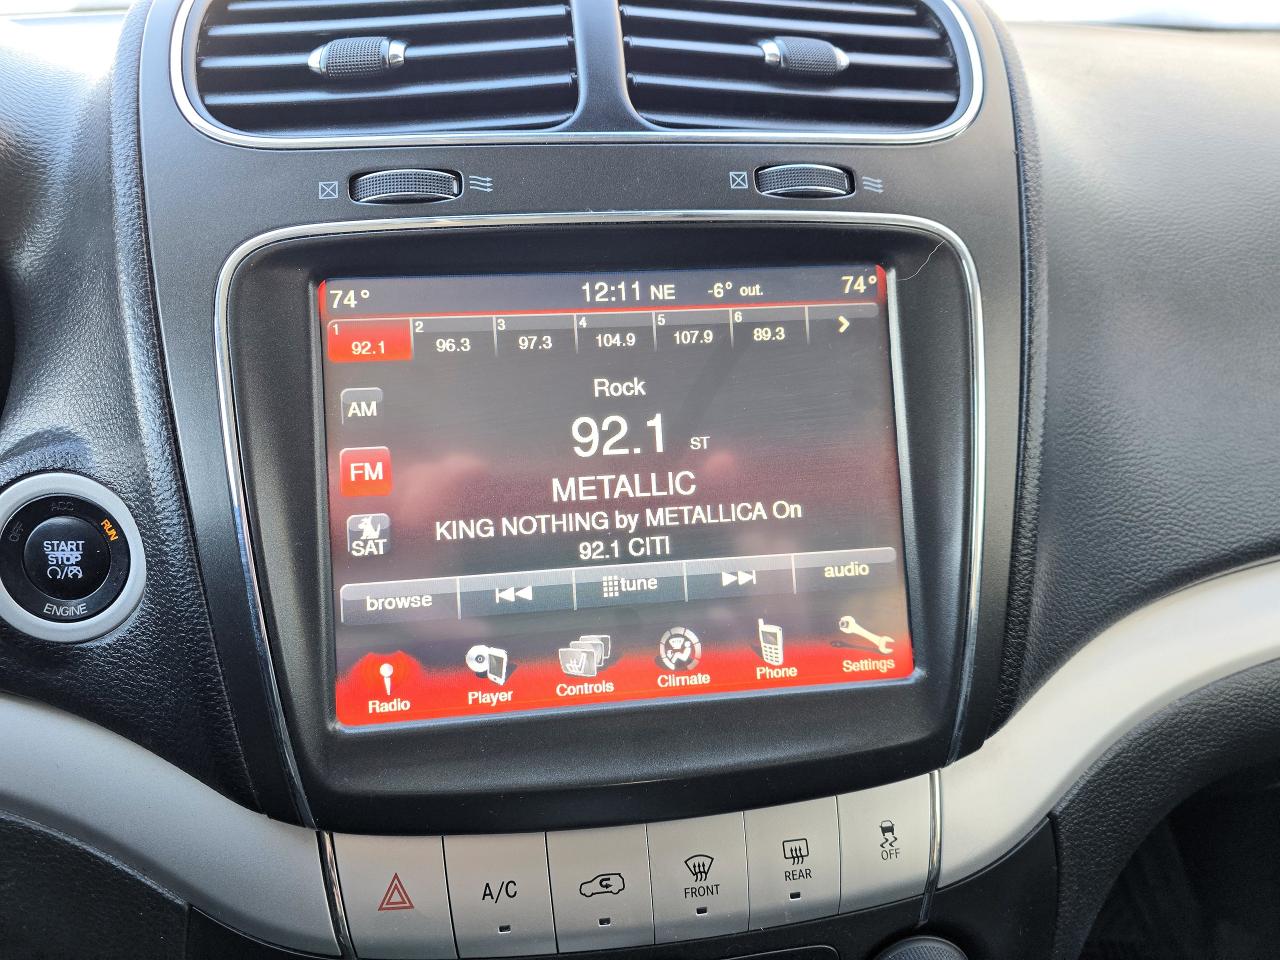 74° 12:11 NE -6° out. 74°
1 2 3 4 5 6
92.1 96.3 97.3 104.9 107.9 89.3
Rock
AM
92.1 ST
FM
METALLIC
KING NOTHING by METALLICA On
92.1 CITI
SAT
browse tune audio
Radio Player Controls Climate Phone Settings
OFF ACC RUN
START
STOP
ENGINE
A/C FRONT REAR OFF